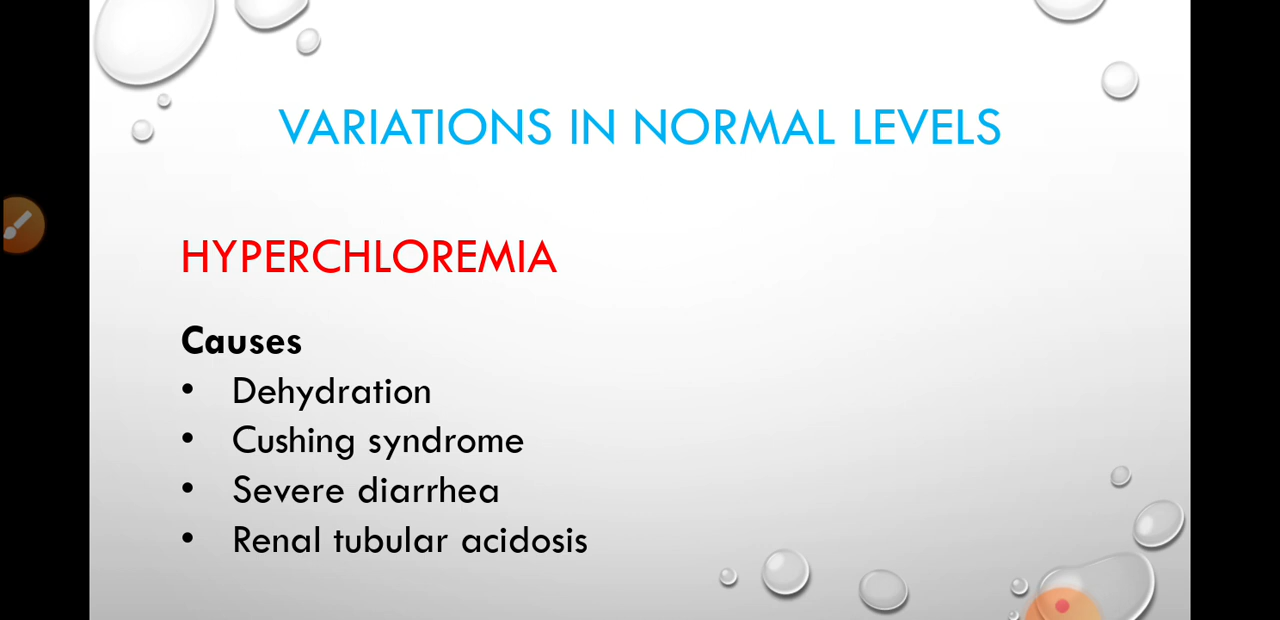 VARIATIONS IN NORMAL LEVELS
HYPERCHLOREMIA
Causes
• Dehydration
• Cushing syndrome
• Severe diarrhea
• Renal tubular acidosis